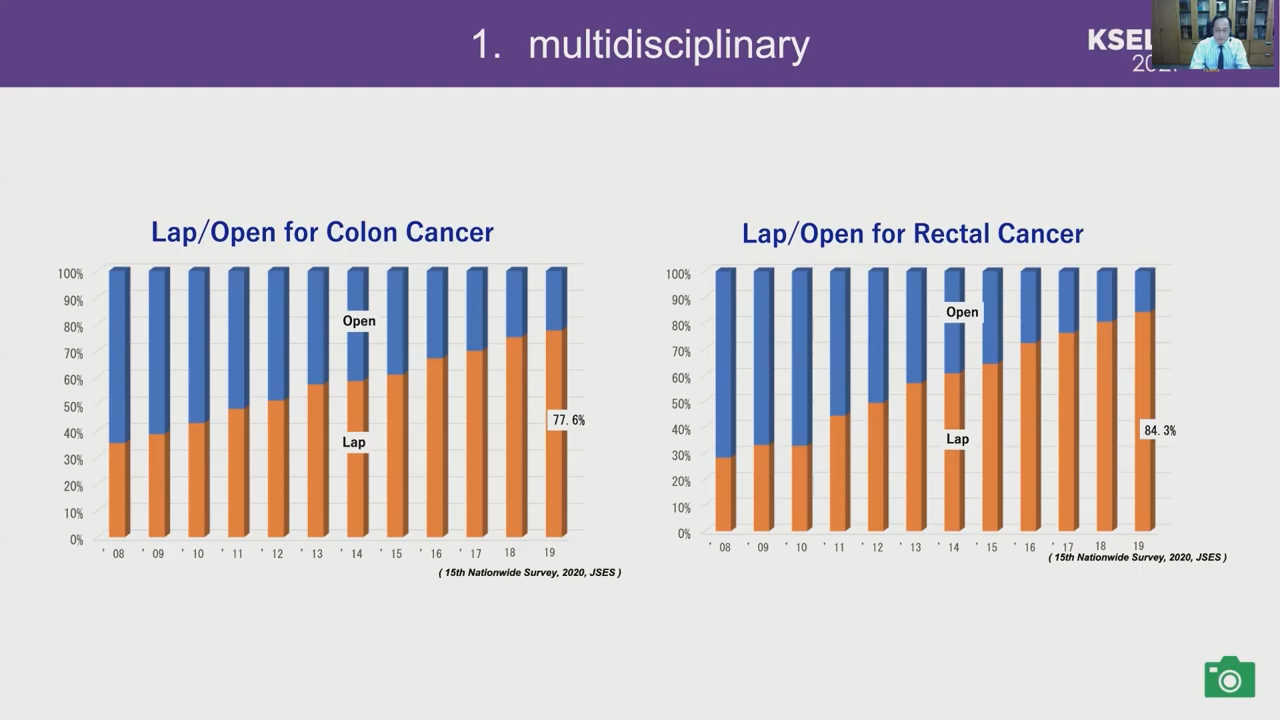 1. multidisciplinary
KSEL
Lap/Open for Colon Cancer
100%
90%
80%
70%
60%
50%
40%
30%
20%
10%
0%
Open
Lap
77.6%
' 08 ' 09 ' 10 ' 11 ' 12 ' 13 ' 14 ' 15 ' 16 ' 17 18 19
( 15th Nationwide Survey, 2020, JSES )
Lap/Open for Rectal Cancer
100%
90%
80%
70%
60%
50%
40%
30%
20%
10%
0%
Open
Lap
84.3%
' 08 ' 09 ' 10 ' 11 ' 12 ' 13 ' 14 ' 15 ' 16 ' 17 18 19
( 15th Nationwide Survey, 2020, JSES )